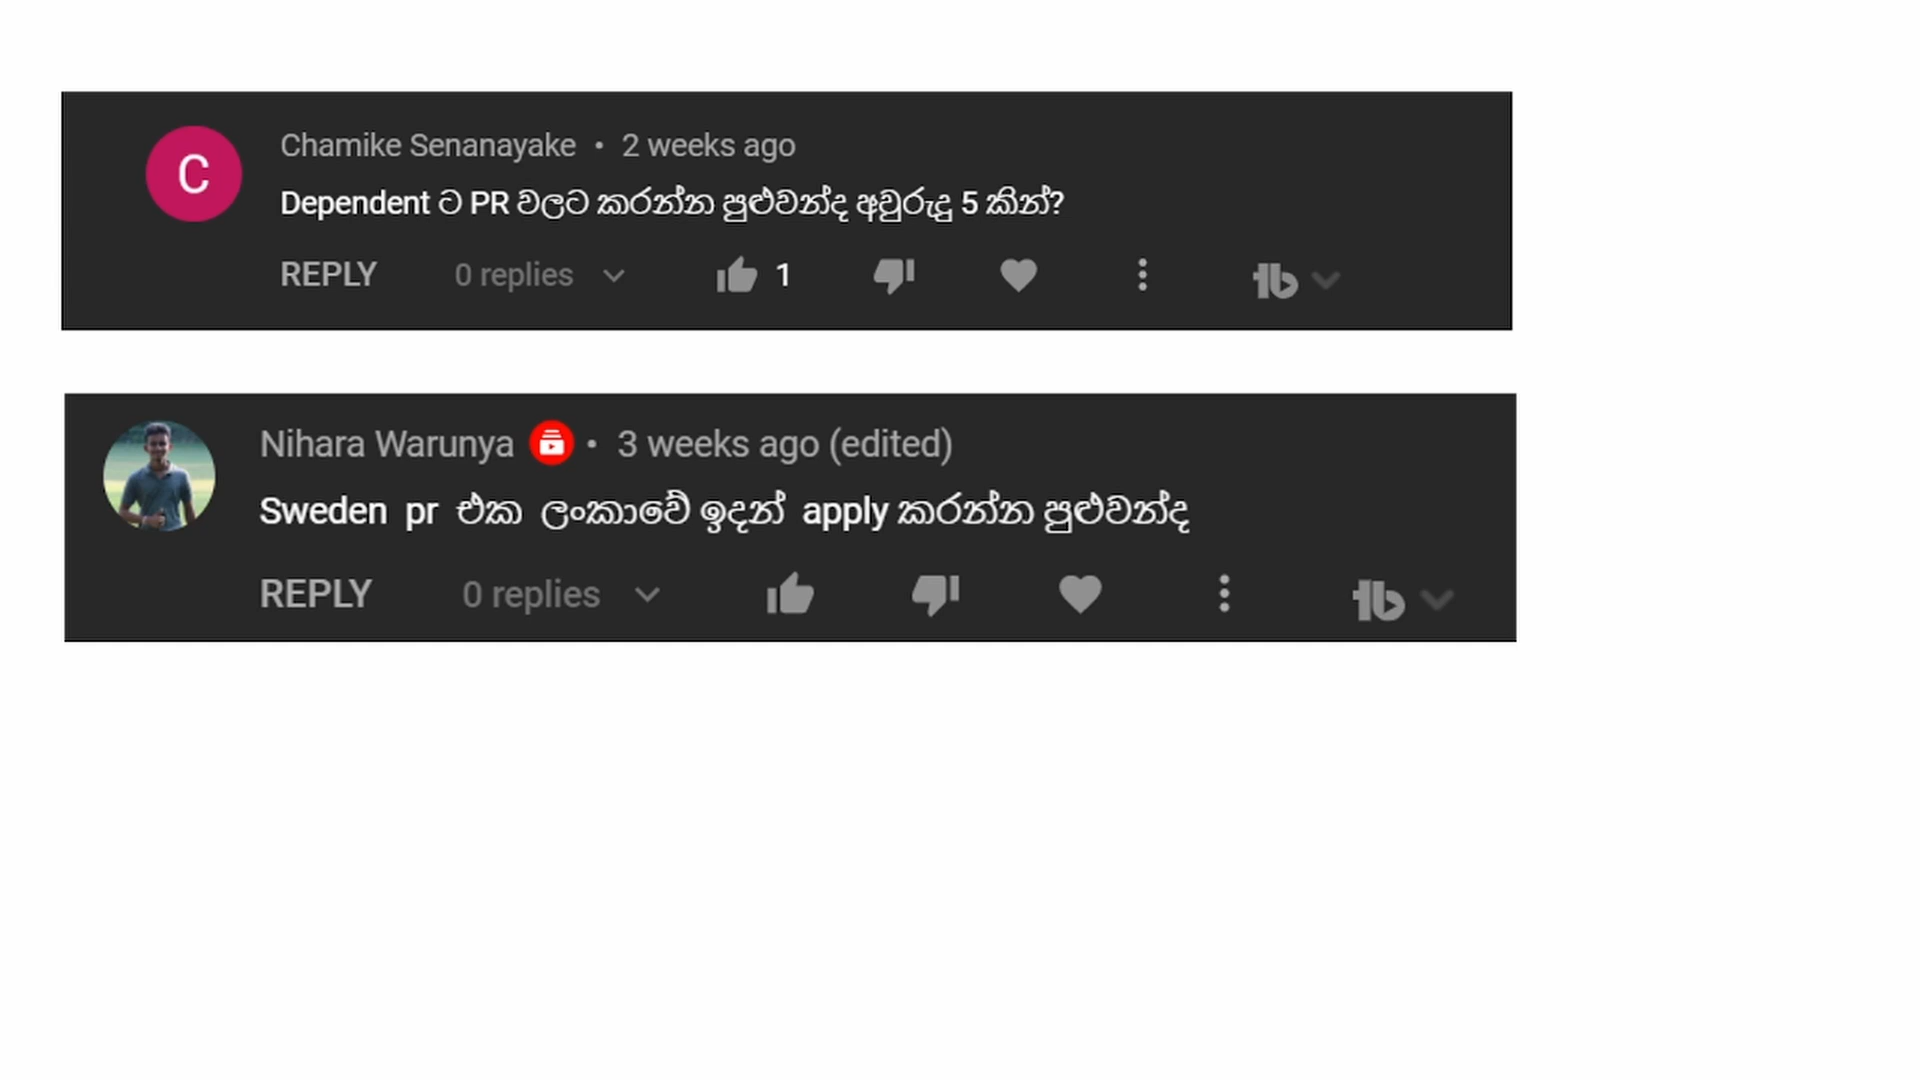 C
Chamike Senanayake • 2 weeks ago
Dependent ට PR වලට කරන්න පුළුවන්ද අවුරුදු 5 කින්?
REPLY 0 replies 1
Nihara Warunya • 3 weeks ago (edited)
Sweden pr එක ලංකාවේ ඉදන් apply කරන්න පුළුවන්ද
REPLY 0 replies